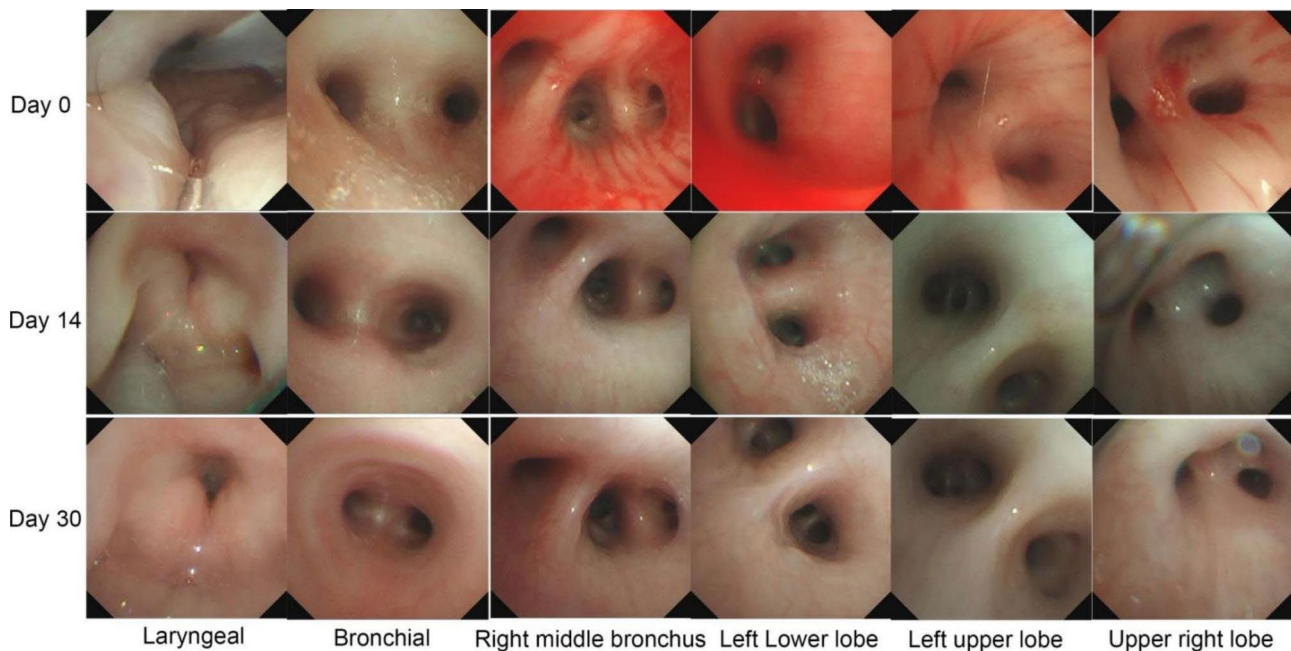 Day 0
Day 14
Day 30
Laryngeal Bronchial Right middle bronchus Left Lower lobe Left upper lobe Upper right lobe